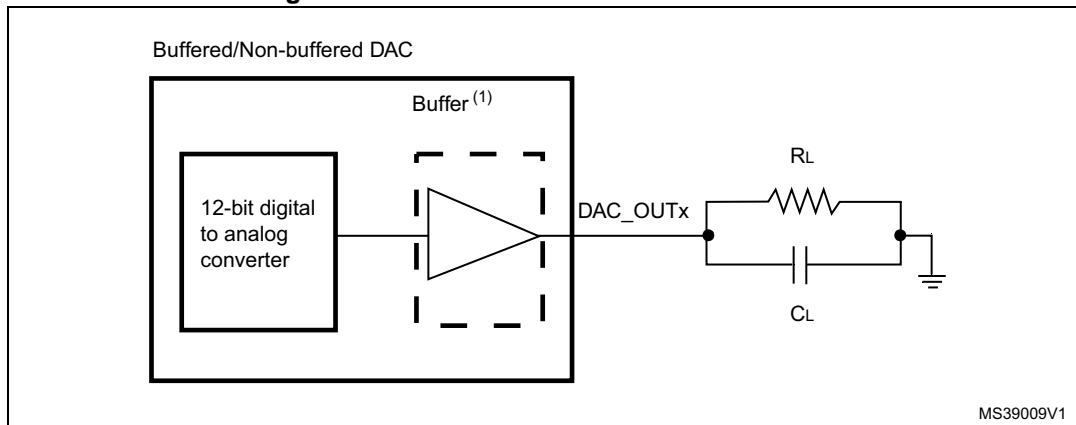 Buffered/Non-buffered DAC
Buffer (1)
12-bit digital
to analog
converter
DAC_OUTx
RL
CL
MS39009V1